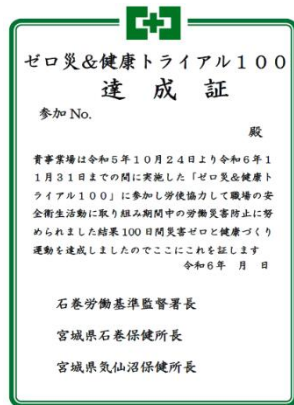 ゼロ災&健康トライアル100
達成証
参加No.
殿
貴事業場は令和5年10月24日より令和6年1
月31日までの間に実施した「ゼロ災&健康ト
ライアル100」に参加し労使協力して職場の安
全衛生活動に取り組み期間中の労働災害防止に努
められました結果100日間災害ゼロと健康づくり
運動を達成しましたのでここにこれを証します
令和6年 月 日
石巻労働基準監督署長
宮城県石巻保健所長
宮城県気仙沼保健所長